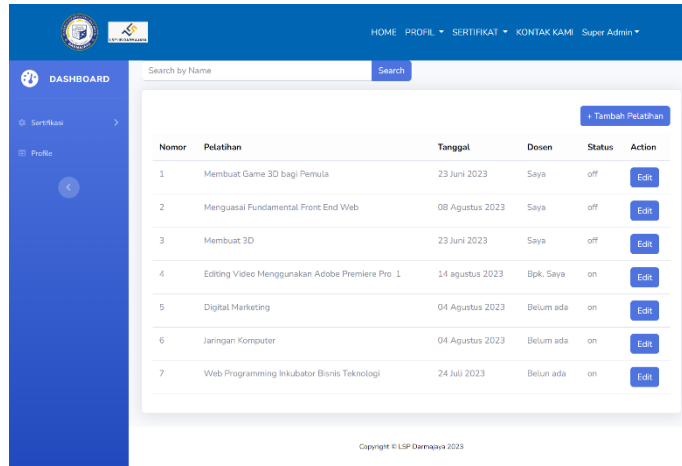 HOME PROFIL SERTIFIKAT KONTAK KAMI Super Admin
DASHBOARD
Search by Name Search
Sertifikasi
Profile
+ Tambah Pelatihan
Nomor Pelatihan Tanggal Dosen Status Action
1 Membuat Game 3D bagi Pemula 23 Juni 2023 Saya off Edit
2 Menguasai Fundamental Front End Web 08 Agustus 2023 Saya off Edit
3 Membuat 3D 23 Juni 2023 Saya off Edit
4 Editing Video Menggunakan Adobe Premiere Pro 1 14 agustus 2023 Bpk. Saya on Edit
5 Digital Marketing 04 Agustus 2023 Belum ada on Edit
6 Jaringan Komputer 04 Agustus 2023 Belum ada on Edit
7 Web Programming Inkubator Bisnis Teknologi 24 Juli 2023 Belun ada on Edit
Copyright © LSP Darmajaya 2023